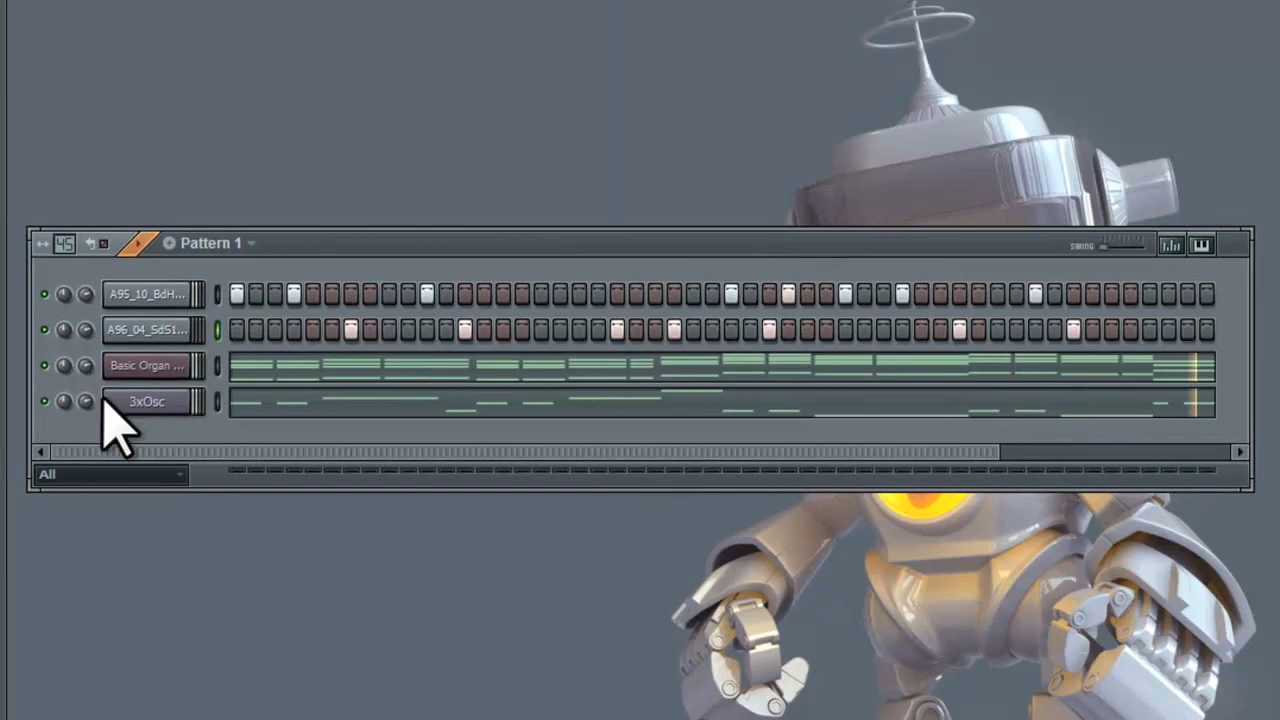 45 Pattern 1 SWING
A95_10_BdH...
A96_04_SdS1...
Basic Organ ...
3xOsc
All